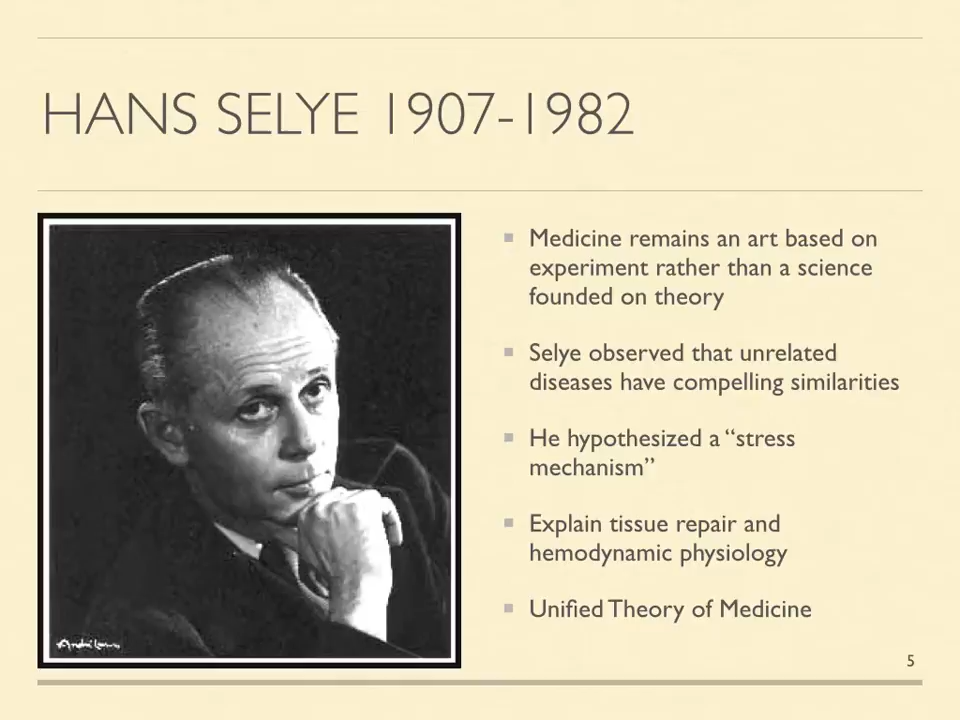 HANS SELYE 1907-1982
Medicine remains an art based on
experiment rather than a science
founded on theory
Selye observed that unrelated
diseases have compelling similarities
He hypothesized a “stress
mechanism”
Explain tissue repair and
hemodynamic physiology
Unified Theory of Medicine
5